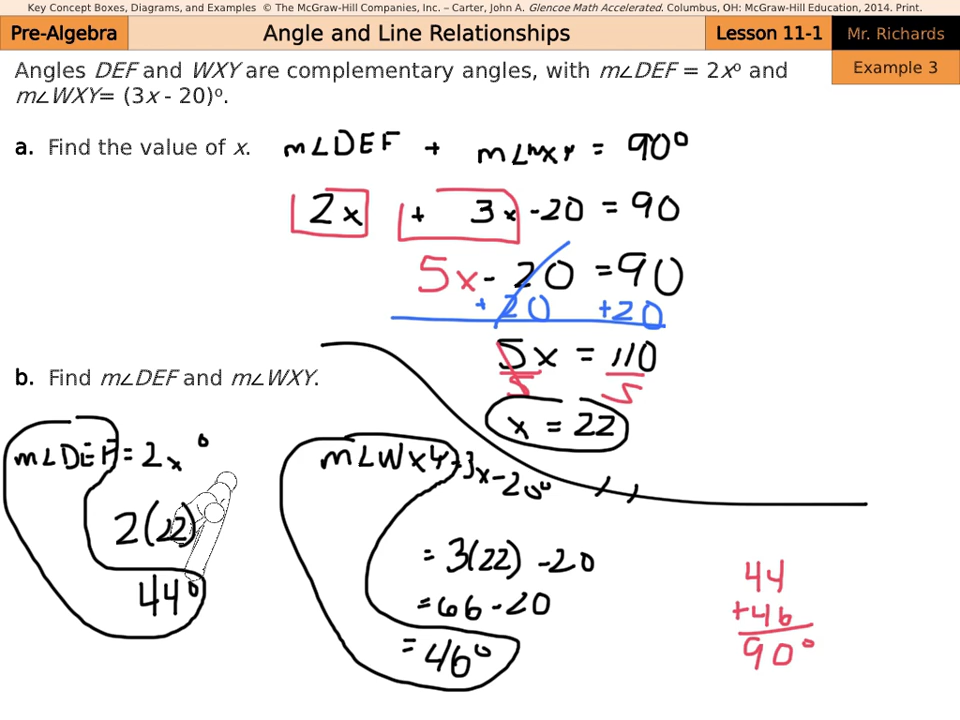 Key Concept Boxes, Diagrams, and Examples © The McGraw-Hill Companies, Inc. – Carter, John A. Glencoe Math Accelerated. Columbus, OH: McGraw-Hill Education, 2014. Print.
Pre-Algebra Angle and Line Relationships Lesson 11-1 Mr. Richards
Example 3
Angles DEF and WXY are complementary angles, with m∠DEF = 2xº and
m∠WXY= (3x - 20)º.
a. Find the value of x.
m∠DEF + m∠WXY = 90°
2x + 3x -20 = 90
5x - 20 = 90
+ 20 +20
5x = 110
5 5
x = 22
b. Find m∠DEF and m∠WXY.
m∠DEF = 2x°
2(22)
44°
m∠WXY = 3x - 20°
= 3(22) - 20
= 66 - 20
= 46°
44
+46
90°